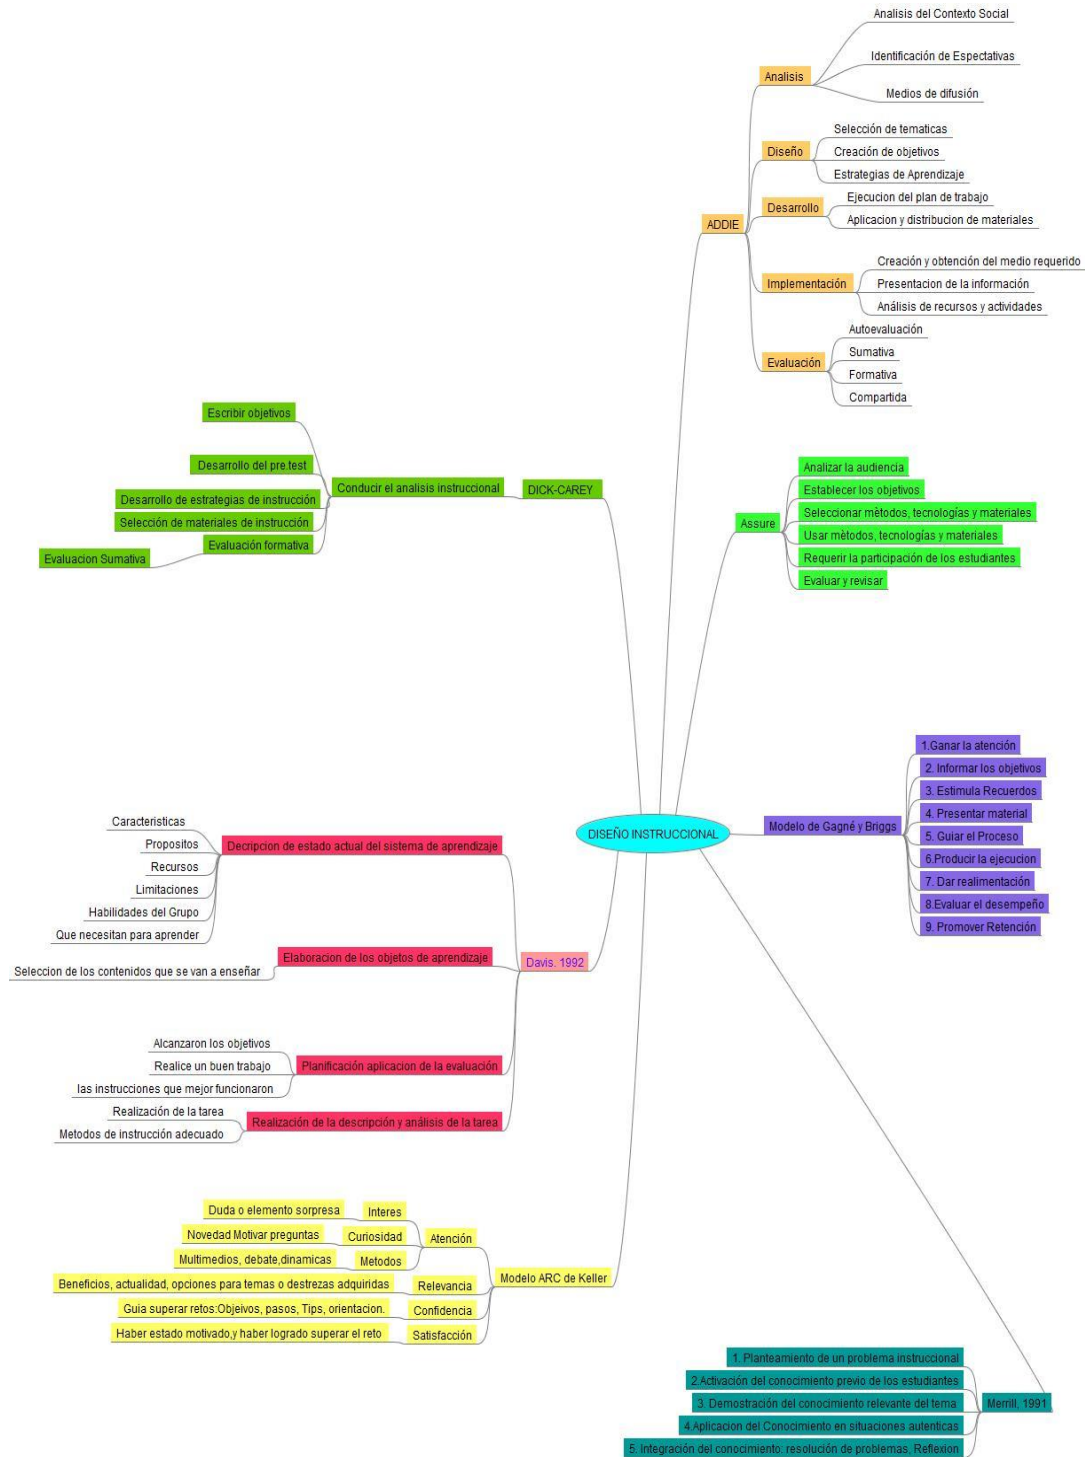 DISEÑO INSTRUCCIONAL
ADDIE
Analisis
Analisis del Contexto Social
Identificación de Espectativas
Medios de difusión
Diseño
Selección de tematicas
Creación de objetivos
Estrategias de Aprendizaje
Desarrollo
Ejecucion del plan de trabajo
Aplicacion y distribucion de materiales
Implementación
Creación y obtención del medio requerido
Presentacion de la información
Análisis de recursos y actividades
Evaluación
Autoevaluación
Sumativa
Formativa
Compartida
Assure
Analizar la audiencia
Establecer los objetivos
Seleccionar mètodos, tecnologías y materiales
Usar mètodos, tecnologías y materiales
Requerir la participación de los estudiantes
Evaluar y revisar
Modelo de Gagné y Briggs
1.Ganar la atención
2. Informar los objetivos
3. Estimula Recuerdos
4. Presentar material
5. Guiar el Proceso
6.Producir la ejecucion
7. Dar realimentación
8.Evaluar el desempeño
9. Promover Retención
Merrill, 1991
1. Planteamiento de un problema instruccional
2.Activación del conocimiento previo de los estudiantes
3. Demostración del conocimiento relevante del tema
4.Aplicacion del Conocimiento en situaciones autenticas
5. Integración del conocimiento: resolución de problemas, Reflexion
DICK-CAREY
Conducir el analisis instruccional
Escribir objetivos
Desarrollo del pre.test
Desarrollo de estrategias de instrucción
Selección de materiales de instrucción
Evaluación formativa
Evaluacion Sumativa
Davis. 1992
Decripcion de estado actual del sistema de aprendizaje
Caracteristicas
Propositos
Recursos
Limitaciones
Habilidades del Grupo
Que necesitan para aprender
Elaboracion de los objetos de aprendizaje
Seleccion de los contenidos que se van a enseñar
Planificación aplicacion de la evaluación
Alcanzaron los objetivos
Realice un buen trabajo
las instrucciones que mejor funcionaron
Realización de la descripción y análisis de la tarea
Realización de la tarea
Metodos de instrucción adecuado
Modelo ARC de Keller
Atención
Interes
Duda o elemento sorpresa
Curiosidad
Novedad Motivar preguntas
Metodos
Multimedios, debate,dinamicas
Relevancia
Beneficios, actualidad, opciones para temas o destrezas adquiridas
Confidencia
Guia superar retos:Objeivos, pasos, Tips, orientacion.
Satisfacción
Haber estado motivado,y haber logrado superar el reto